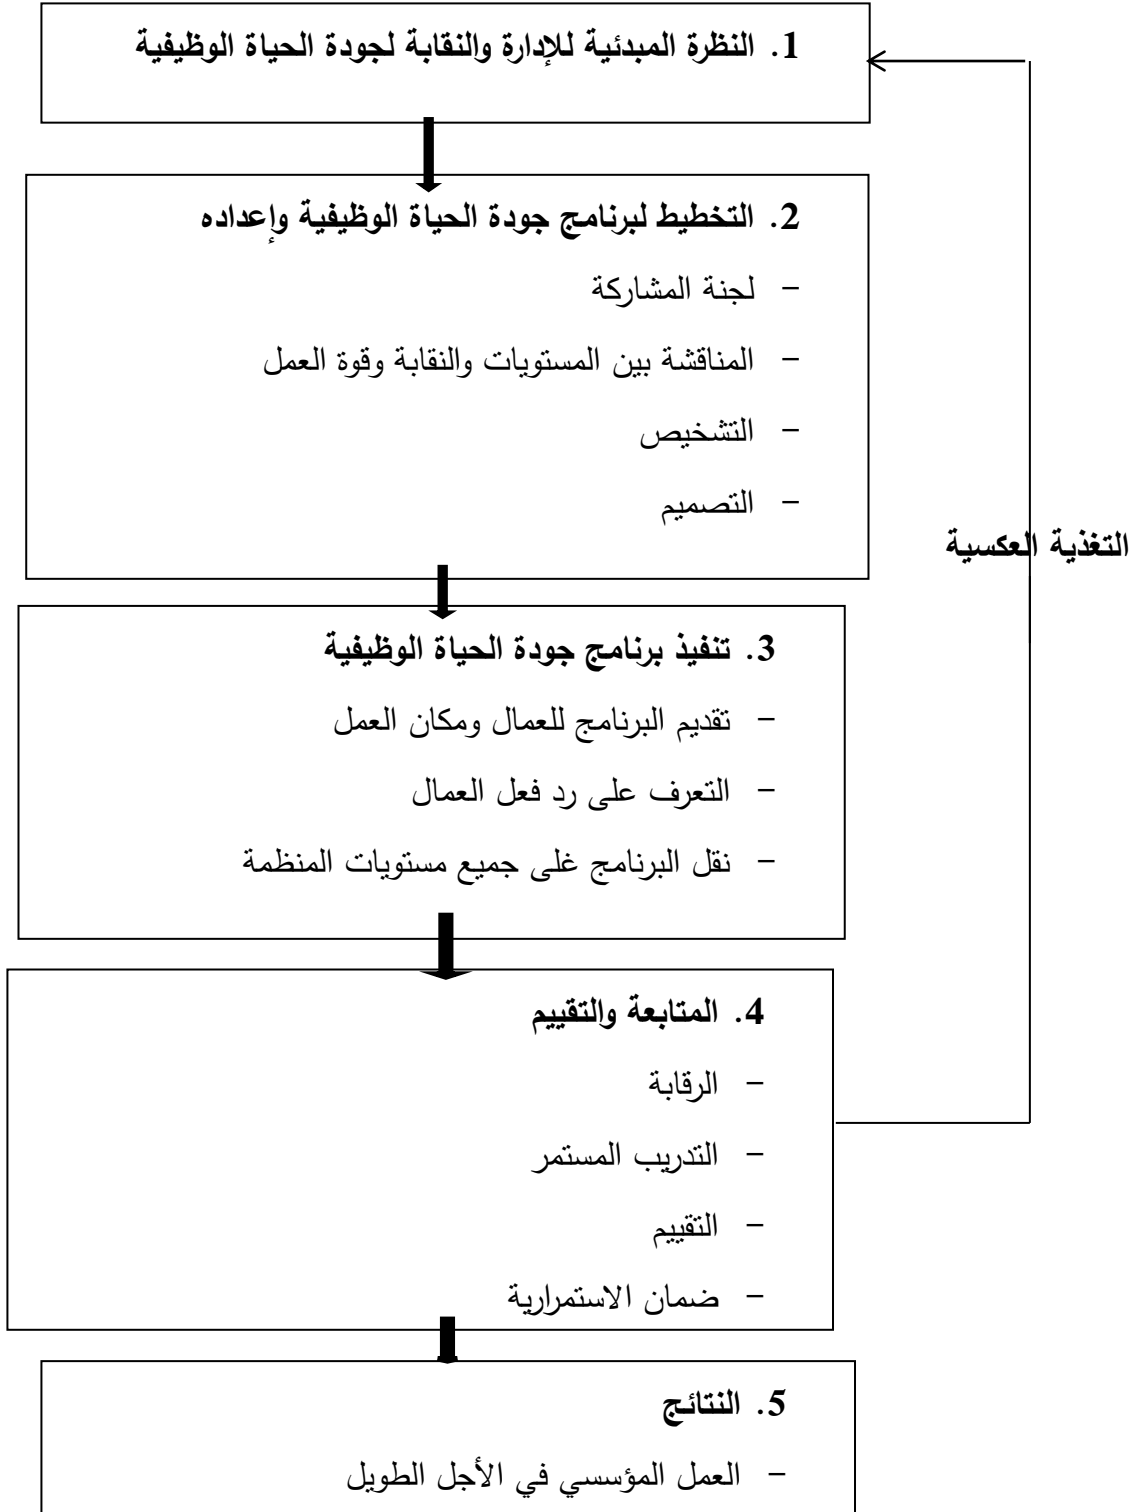 1. النظرة المبدئية للإدارة والنقابة لجودة الحياة الوظيفية
2. التخطيط لبرنامج جودة الحياة الوظيفية وإعداده
- لجنة المشاركة
- المناقشة بين المستويات والنقابة وقوة العمل
- التشخيص
- التصميم
التغذية العكسية
3. تنفيذ برنامج جودة الحياة الوظيفية
- تقديم البرنامج للعمال ومكان العمل
- التعرف على رد فعل العمال
- نقل البرنامج غلى جميع مستويات المنظمة
4. المتابعة والتقييم
- الرقابة
- التدريب المستمر
- التقييم
- ضمان الاستمرارية
5. النتائج
- العمل المؤسسي في الأجل الطويل